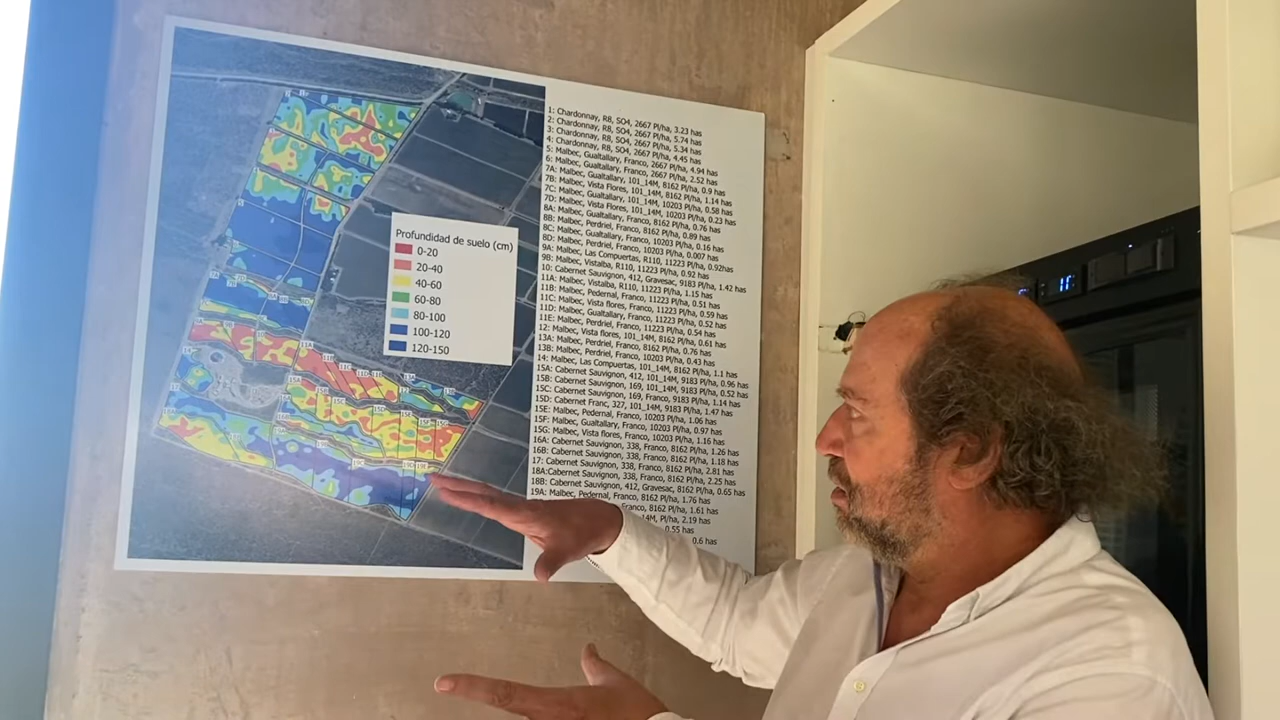 Profundidad de suelo (cm)
0-20
20-40
40-60
60-80
80-100
100-120
120-150
1: Chardonnay, R8, SO4, 2667 Pl/ha, 3.23 has
2: Chardonnay, R8, SO4, 2667 Pl/ha, 5.74 has
3: Chardonnay, R8, SO4, 2667 Pl/ha, 5.34 has
4: Chardonnay, R8, SO4, 2667 Pl/ha, 4.45 has
5: Malbec, Gualtallary, Franco, 2667 Pl/ha, 4.94 has
6: Malbec, Gualtallary, Franco, 2667 Pl/ha, 2.52 has
7A: Malbec, Gualtallary, 101_14M, 8162 Pl/ha, 0.9 has
7B: Malbec, Vista Flores, 101_14M, 8162 Pl/ha, 1.14 has
7C: Malbec, Gualtallary, 101_14M, 10203 Pl/ha, 0.58 has
7D: Malbec, Vista Flores, 101_14M, 10203 Pl/ha, 0.23 has
8A: Malbec, Gualtallary, Franco, 8162 Pl/ha, 0.76 has
8B: Malbec, Perdriel, Franco, 8162 Pl/ha, 0.89 has
8C: Malbec, Gualtallary, Franco, 10203 Pl/ha, 0.16 has
8D: Malbec, Perdriel, Franco, 10203 Pl/ha, 0.007 has
9A: Malbec, Las Compuertas, R110, 11223 Pl/ha, 0.92has
9B: Malbec, Vistalba, R110, 11223 Pl/ha, 0.92 has
10: Cabernet Sauvignon, 412, Gravesac, 9183 Pl/ha, 1.42 has
11A: Malbec, Vistalba, R110, 11223 Pl/ha, 1.15 has
11B: Malbec, Pedernal, Franco, 11223 Pl/ha, 0.51 has
11C: Malbec, Vista flores, Franco, 11223 Pl/ha, 0.59 has
11D: Malbec, Gualtallary, Franco, 11223 Pl/ha, 0.52 has
11E: Malbec, Perdriel, Franco, 11223 Pl/ha, 0.54 has
12: Malbec, Vista flores, 101_14M, 8162 Pl/ha, 0.61 has
13A: Malbec, Perdriel, Franco, 8162 Pl/ha, 0.76 has
13B: Malbec, Perdriel, Franco, 10203 Pl/ha, 0.43 has
14: Malbec, Las Compuertas, 101_14M, 8162 Pl/ha, 1.1 has
15A: Cabernet Sauvignon, 412, 101_14M, 9183 Pl/ha, 0.96 has
15B: Cabernet Sauvignon, 169, 101_14M, 9183 Pl/ha, 0.52 has
15C: Cabernet Sauvignon, 169, Franco, 9183 Pl/ha, 1.14 has
15D: Cabernet Franc, 327, 101_14M, 9183 Pl/ha, 1.47 has
15E: Malbec, Pedernal, Franco, 10203 Pl/ha, 1.06 has
15F: Malbec, Gualtallary, Franco, 10203 Pl/ha, 0.97 has
15G: Malbec, Vista flores, Franco, 10203 Pl/ha, 1.16 has
16A: Cabernet Sauvignon, 338, Franco, 8162 Pl/ha, 1.26 has
16B: Cabernet Sauvignon, 338, Franco, 8162 Pl/ha, 1.18 has
17: Cabernet Sauvignon, 338, Franco, 8162 Pl/ha, 2.81 has
18A:Cabernet Sauvignon, 338, Franco, 8162 Pl/ha, 2.25 has
18B: Cabernet Sauvignon, 412, Gravesac, 8162 Pl/ha, 0.65 has
19A: Malbec, Pedernal, Franco, 8162 Pl/ha, 1.76 has
Franco, 8162 Pl/ha, 1.61 has
14M, Pl/ha, 2.19 has
0.55 has
0.6 has